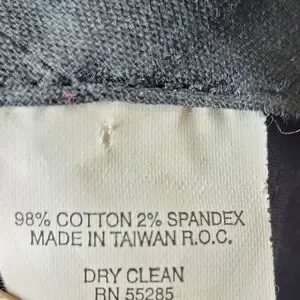 98% COTTON 2% SPANDEX
MADE IN TAIWAN R.O.C.
DRY CLEAN
RN 55285